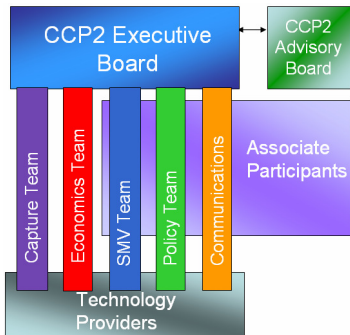 CCP2 Executive
Board
CCP2
Advisory
Board
Capture Team
Economics Team
SMV Team
Policy Team
Communications
Associate
Participants
Technology
Providers